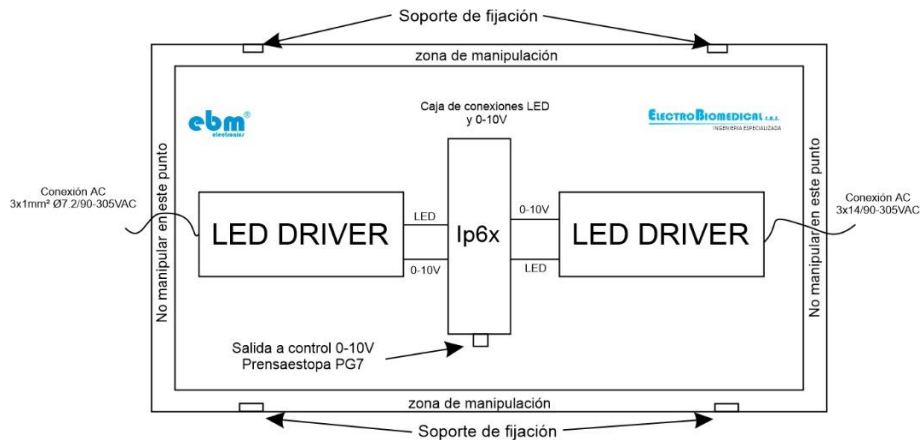 Soporte de fijación
zona de manipulación
Caja de conexiones LED
y 0-10V
ebm®
electronics
ELECTROBIOMEDICAL S.R.L.
INGENIERIA ESPECIALIZADA
No manipular en este punto
No manipular en este punto
Conexión AC
3x1mm² Ø7.2/90-305VAC
Conexión AC
3x14/90-305VAC
LED DRIVER
LED
0-10V
Ip6x
0-10V
LED
LED DRIVER
Salida a control 0-10V
Prensaestopa PG7
zona de manipulación
Soporte de fijación